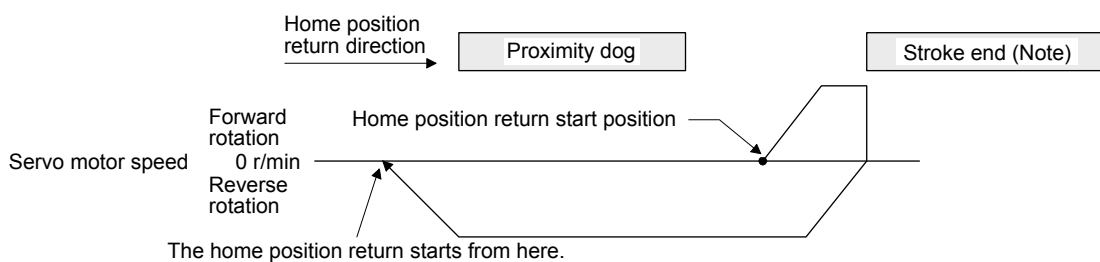 Home position
return direction
Proximity dog
Stroke end (Note)
Forward
rotation
Home position return start position
Servo motor speed
0 r/min
Reverse
rotation
The home position return starts from here.